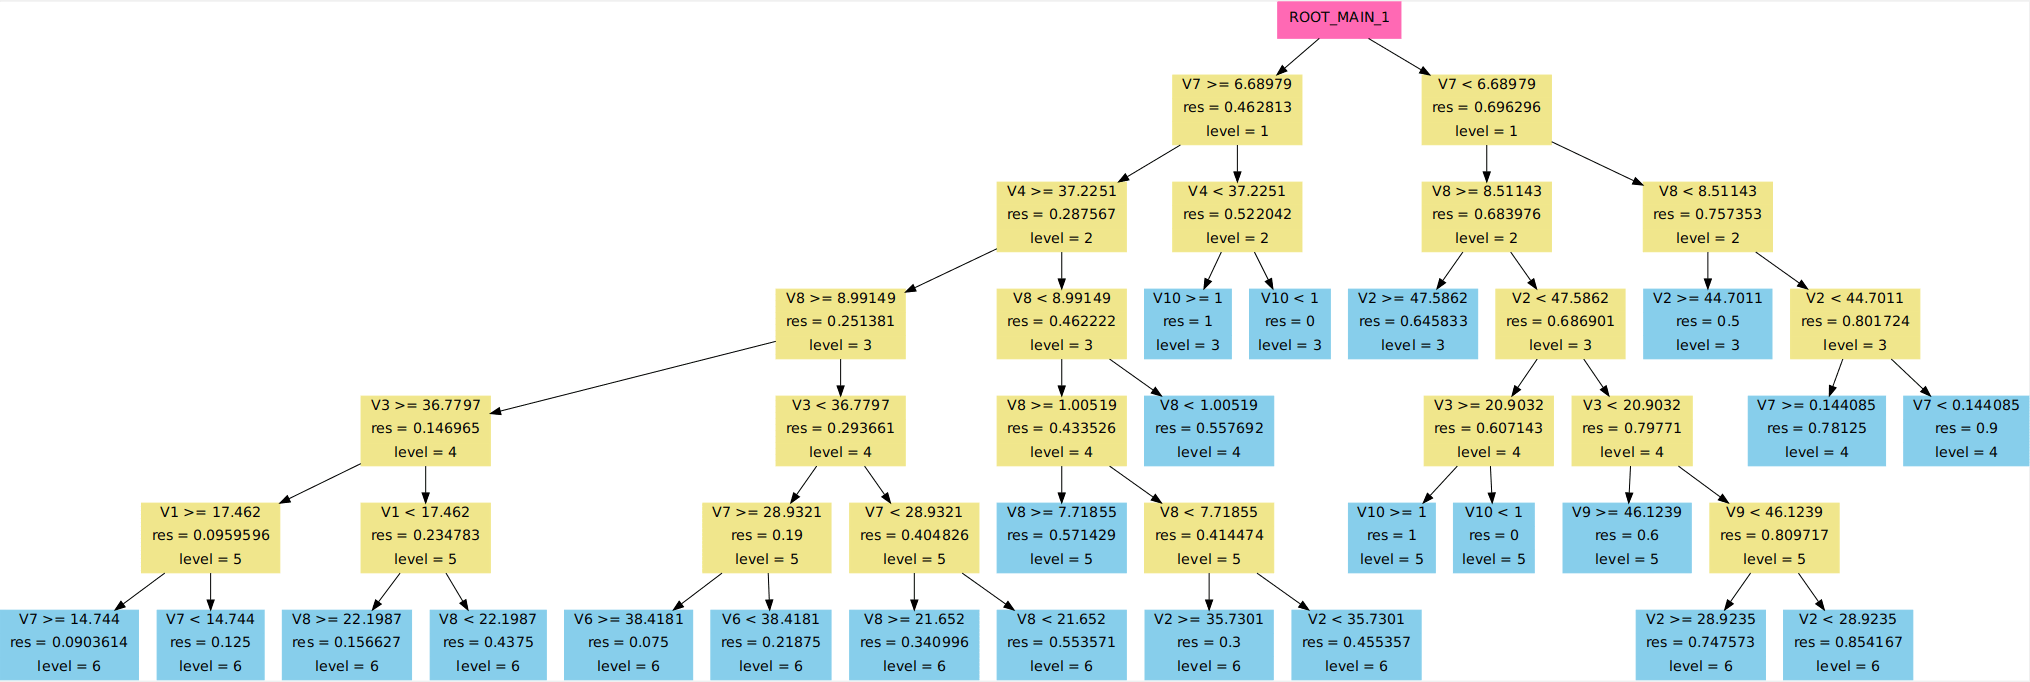 ROOT_MAIN_1
V7 >= 6.68979
res = 0.462813
level = 1
V7 < 6.68979
res = 0.696296
level = 1
V4 >= 37.2251
res = 0.287567
level = 2
V4 < 37.2251
res = 0.522042
level = 2
V8 >= 8.51143
res = 0.683976
level = 2
V8 < 8.51143
res = 0.757353
level = 2
V8 >= 8.99149
res = 0.251381
level = 3
V8 < 8.99149
res = 0.462222
level = 3
V10 >= 1
res = 1
level = 3
V10 < 1
res = 0
level = 3
V2 >= 47.5862
res = 0.645833
level = 3
V2 < 47.5862
res = 0.686901
level = 3
V2 >= 44.7011
res = 0.5
level = 3
V2 < 44.7011
res = 0.801724
level = 3
V3 >= 36.7797
res = 0.146965
level = 4
V3 < 36.7797
res = 0.293661
level = 4
V8 >= 1.00519
res = 0.433526
level = 4
V8 < 1.00519
res = 0.557692
level = 4
V3 >= 20.9032
res = 0.607143
level = 4
V3 < 20.9032
res = 0.79771
level = 4
V7 >= 0.144085
res = 0.78125
level = 4
V7 < 0.144085
res = 0.9
level = 4
V1 >= 17.462
res = 0.0959596
level = 5
V1 < 17.462
res = 0.234783
level = 5
V7 >= 28.9321
res = 0.19
level = 5
V7 < 28.9321
res = 0.404826
level = 5
V8 >= 7.71855
res = 0.571429
level = 5
V8 < 7.71855
res = 0.414474
level = 5
V10 >= 1
res = 1
level = 5
V10 < 1
res = 0
level = 5
V9 >= 46.1239
res = 0.6
level = 5
V9 < 46.1239
res = 0.809717
level = 5
V7 >= 14.744
res = 0.0903614
level = 6
V7 < 14.744
res = 0.125
level = 6
V8 >= 22.1987
res = 0.156627
level = 6
V8 < 22.1987
res = 0.4375
level = 6
V6 >= 38.4181
res = 0.075
level = 6
V6 < 38.4181
res = 0.21875
level = 6
V8 >= 21.652
res = 0.340996
level = 6
V8 < 21.652
res = 0.553571
level = 6
V2 >= 35.7301
res = 0.3
level = 6
V2 < 35.7301
res = 0.455357
level = 6
V2 >= 28.9235
res = 0.747573
level = 6
V2 < 28.9235
res = 0.854167
level = 6